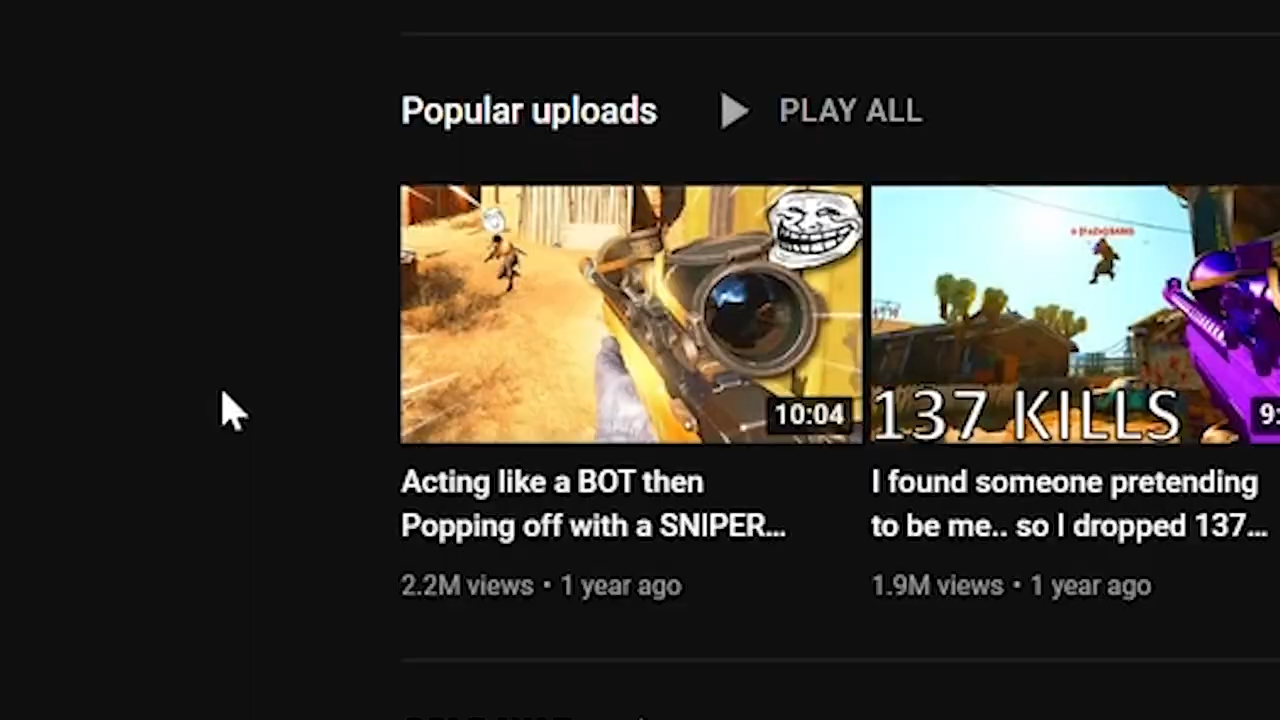 Popular uploads
PLAY ALL
10:04
137 KILLS
9:
Acting like a BOT then
Popping off with a SNIPER...
I found someone pretending
to be me.. so I dropped 137...
2.2M views • 1 year ago
1.9M views • 1 year ago